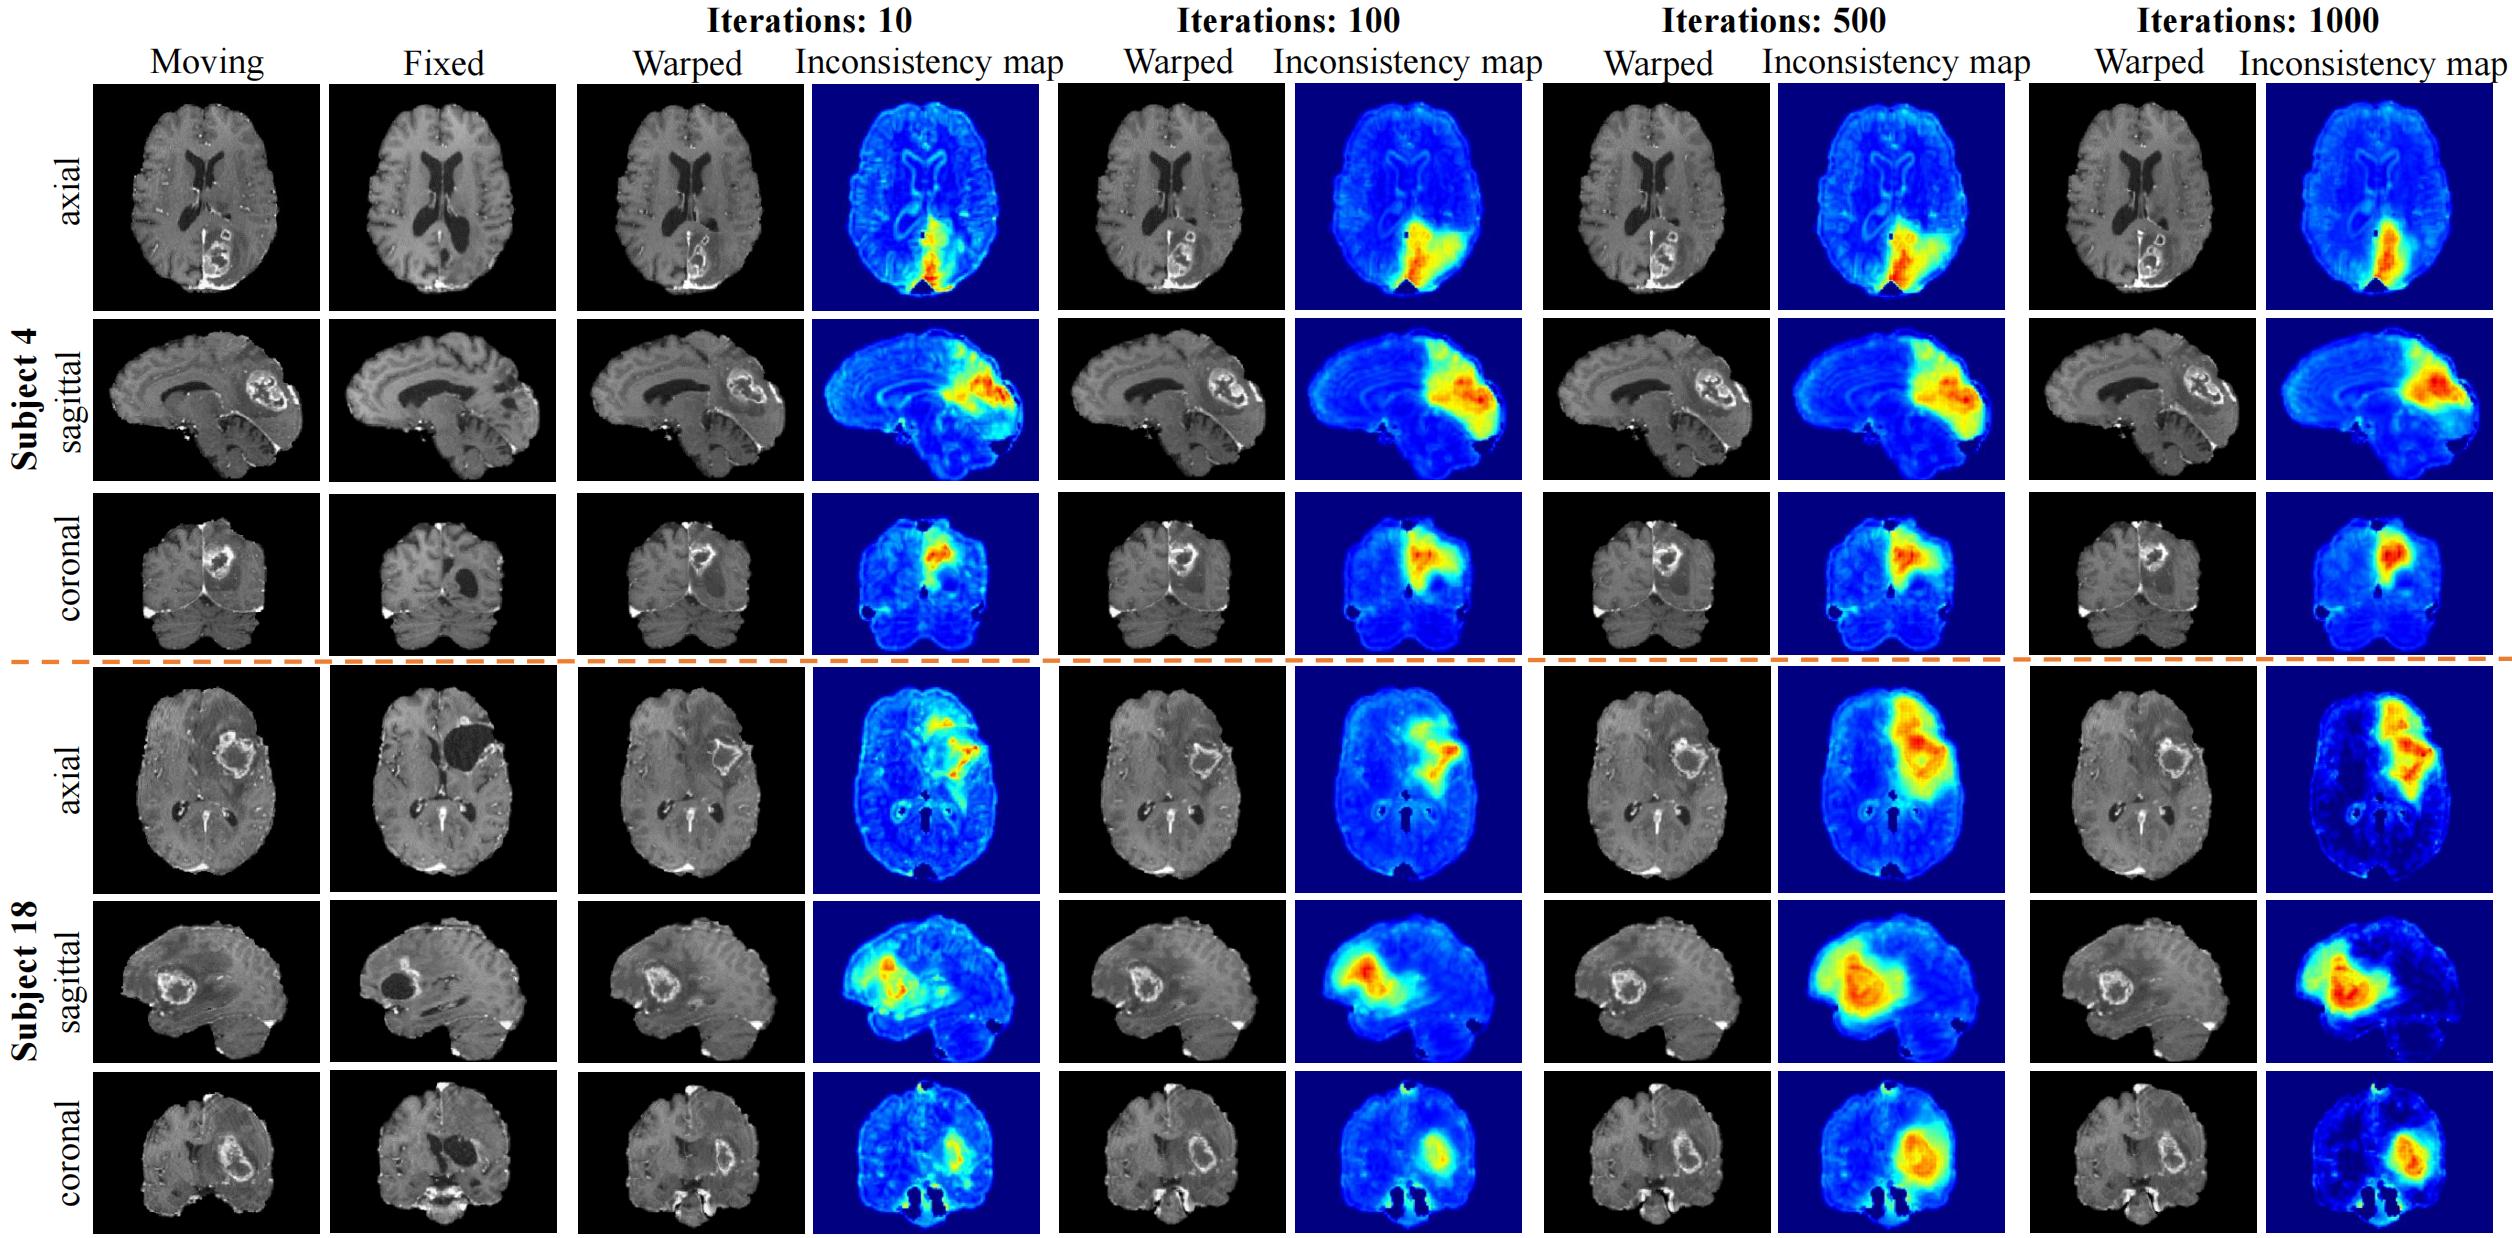 Iterations: 10 Iterations: 100 Iterations: 500 Iterations: 1000
Moving Fixed Warped Inconsistency map Warped Inconsistency map Warped Inconsistency map Warped Inconsistency map
Subject 4
axial
sagittal
coronal
Subject 18
axial
sagittal
coronal